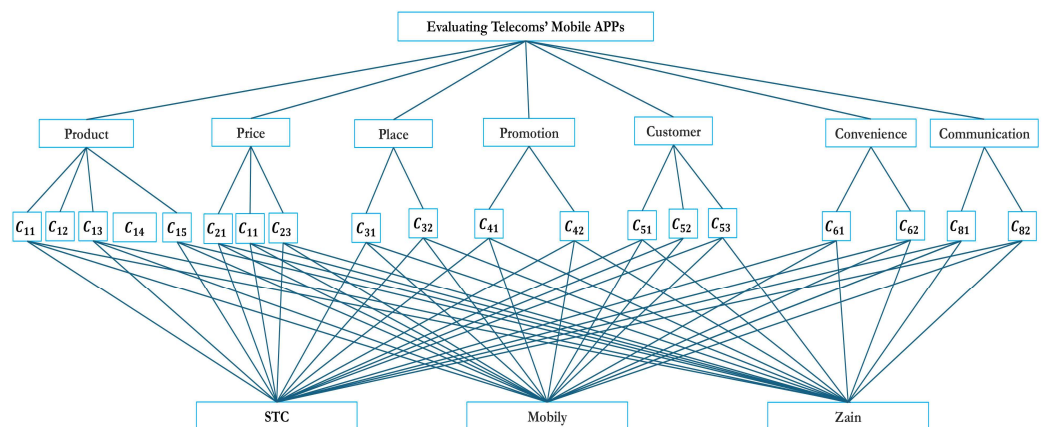 Evaluating Telecoms' Mobile APPs
Product Price Place Promotion Customer Convenience Communication
C11 C12 C13 C14 C15 C21 C11 C23 C31 C32 C41 C42 C51 C52 C53 C61 C62 C81 C82
STC Mobily Zain